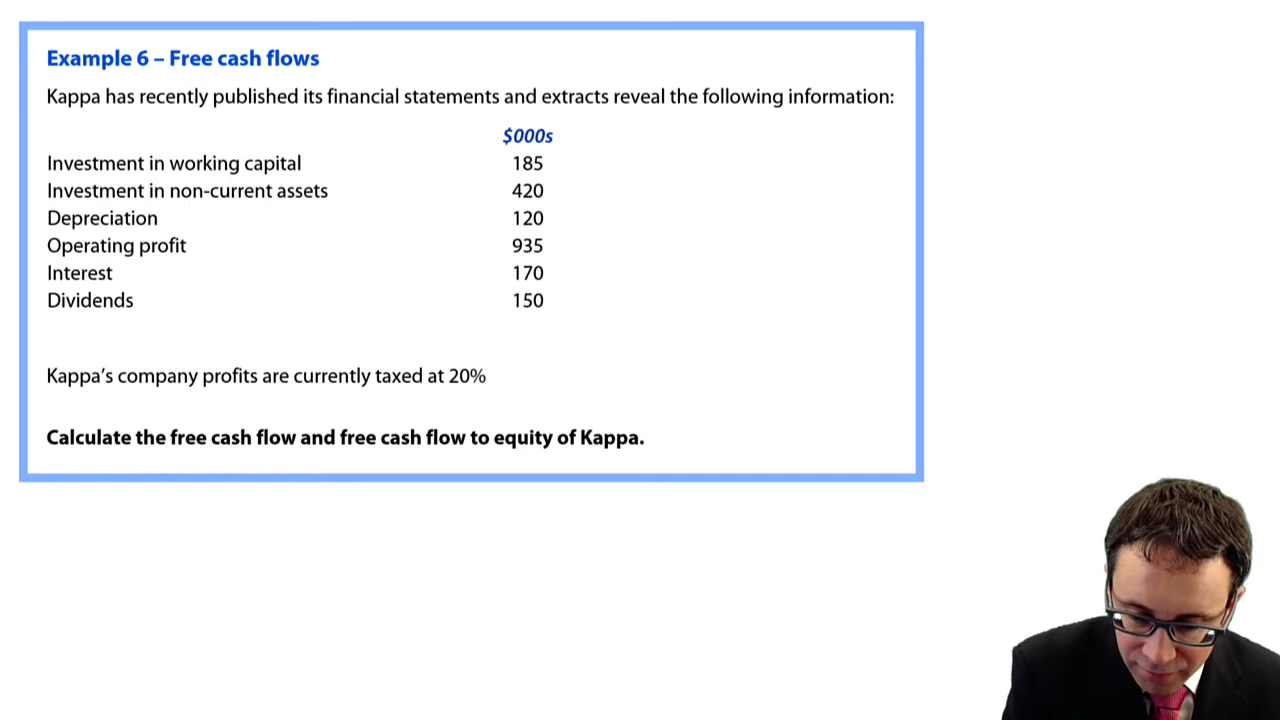 Example 6 – Free cash flows
Kappa has recently published its financial statements and extracts reveal the following information:
$000s
Investment in working capital 185
Investment in non-current assets 420
Depreciation 120
Operating profit 935
Interest 170
Dividends 150
Kappa’s company profits are currently taxed at 20%
Calculate the free cash flow and free cash flow to equity of Kappa.